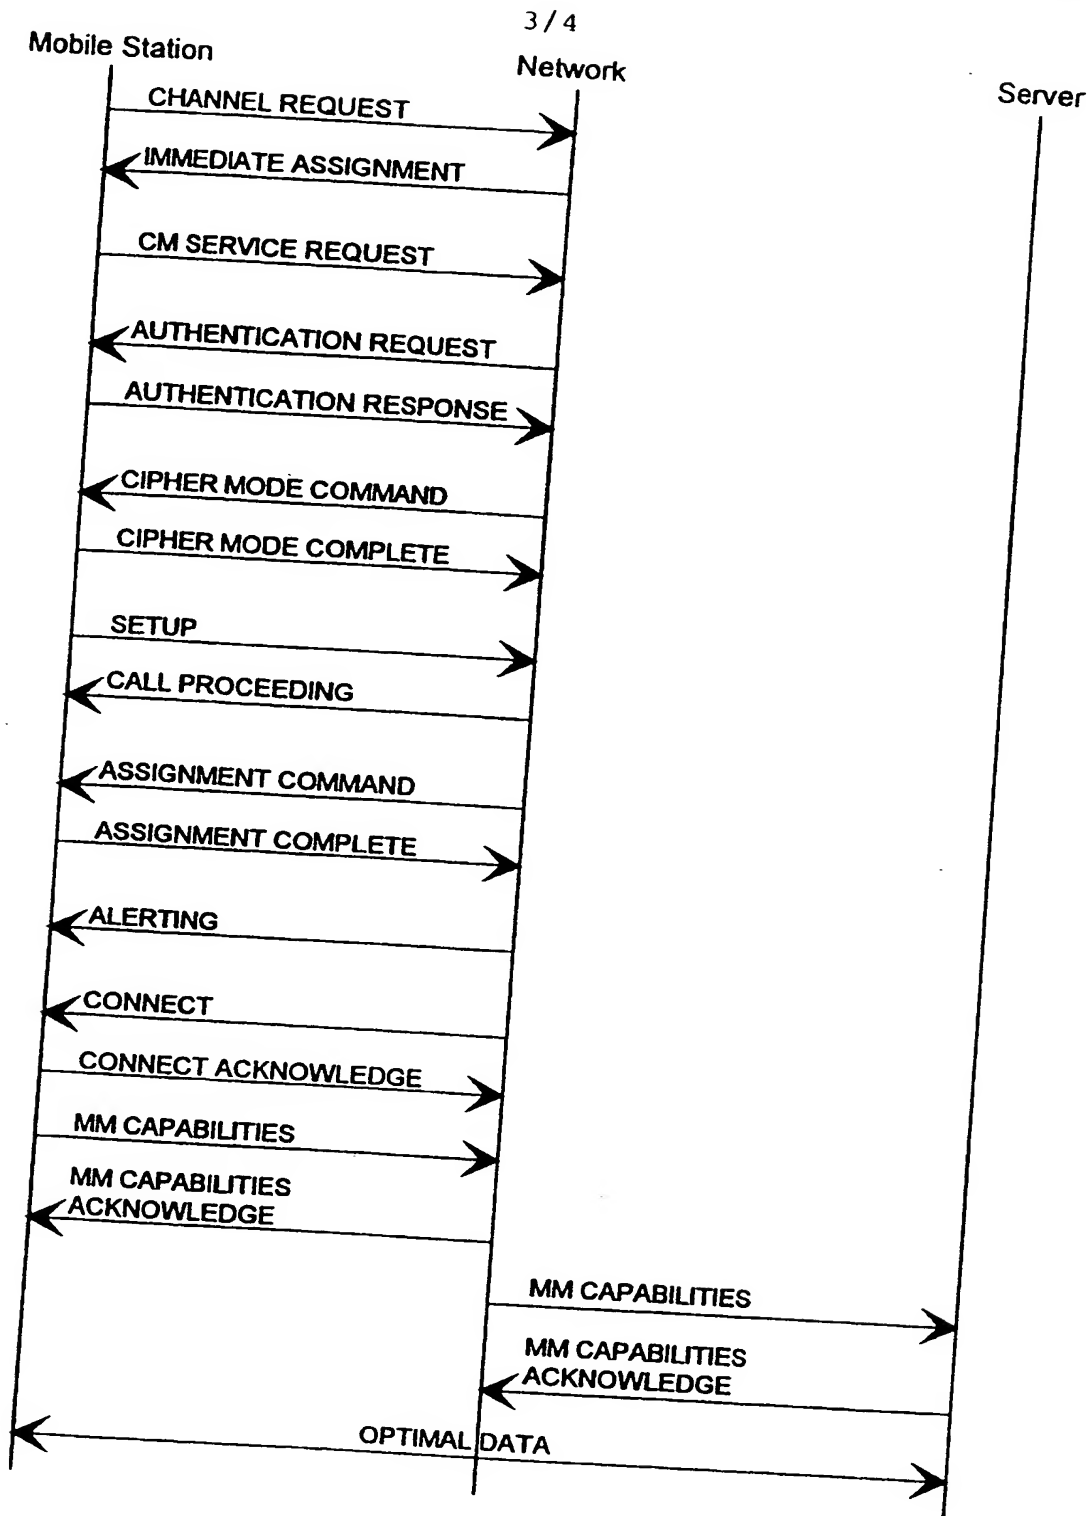 3/4
Mobile Station
Network
Server
CHANNEL REQUEST
IMMEDIATE ASSIGNMENT
CM SERVICE REQUEST
AUTHENTICATION REQUEST
AUTHENTICATION RESPONSE
CIPHER MODE COMMAND
CIPHER MODE COMPLETE
SETUP
CALL PROCEEDING
ASSIGNMENT COMMAND
ASSIGNMENT COMPLETE
ALERTING
CONNECT
CONNECT ACKNOWLEDGE
MM CAPABILITIES
MM CAPABILITIES
ACKNOWLEDGE
MM CAPABILITIES
MM CAPABILITIES
ACKNOWLEDGE
OPTIMAL DATA